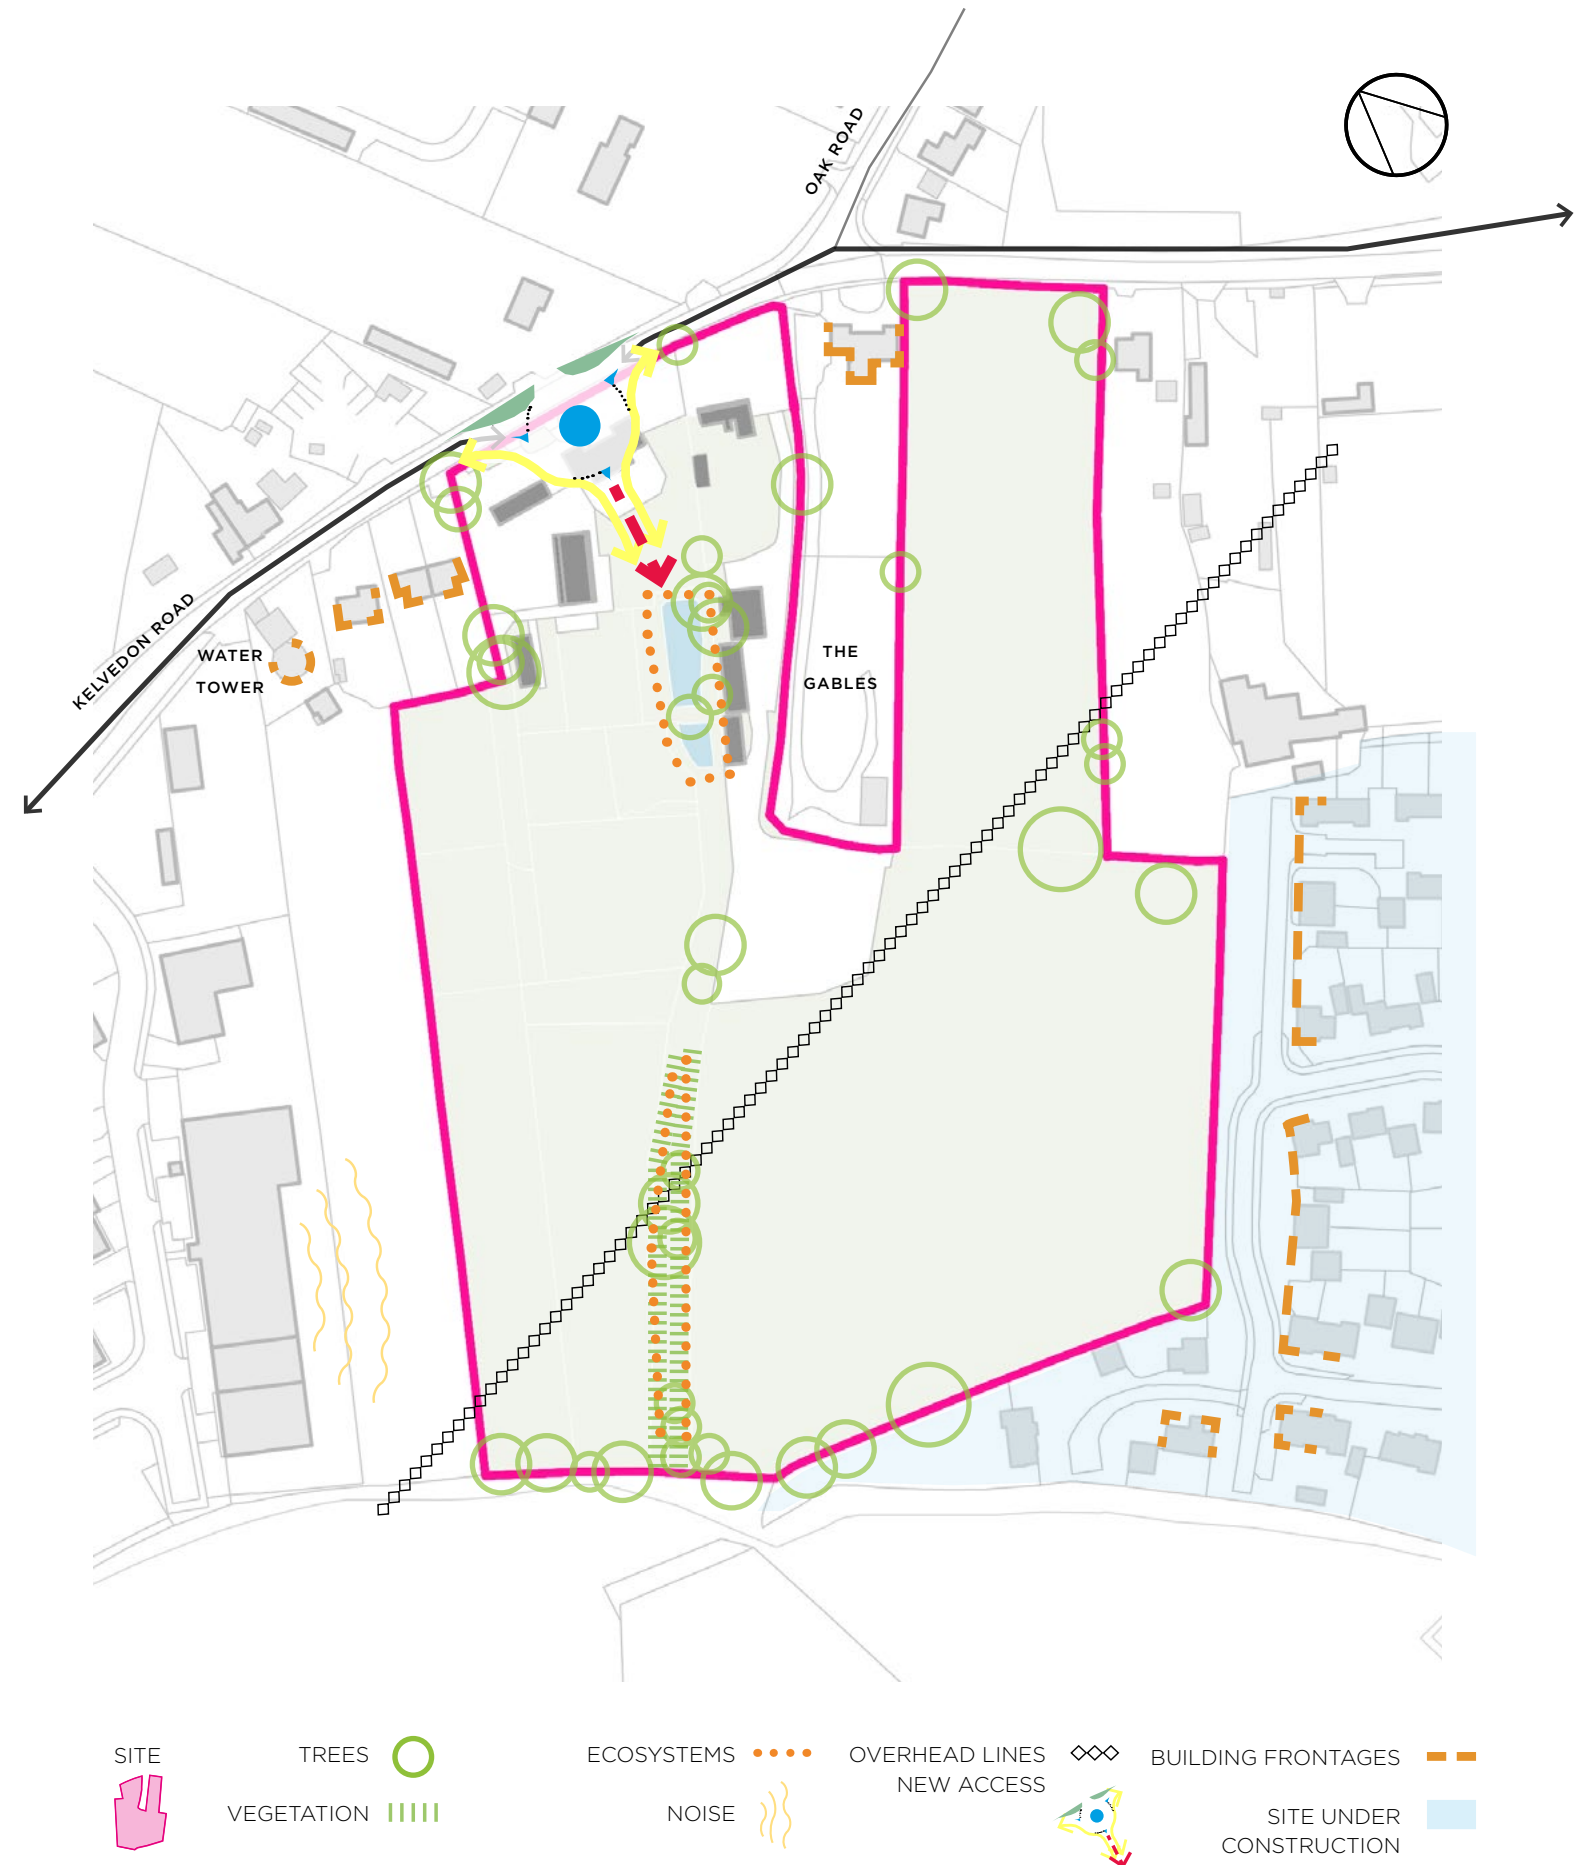 OAK ROAD
KELVEDON ROAD
WATER
TOWER
THE
GABLES
SITE
TREES
VEGETATION
ECOSYSTEMS
NOISE
OVERHEAD LINES
NEW ACCESS
BUILDING FRONTAGES
SITE UNDER
CONSTRUCTION